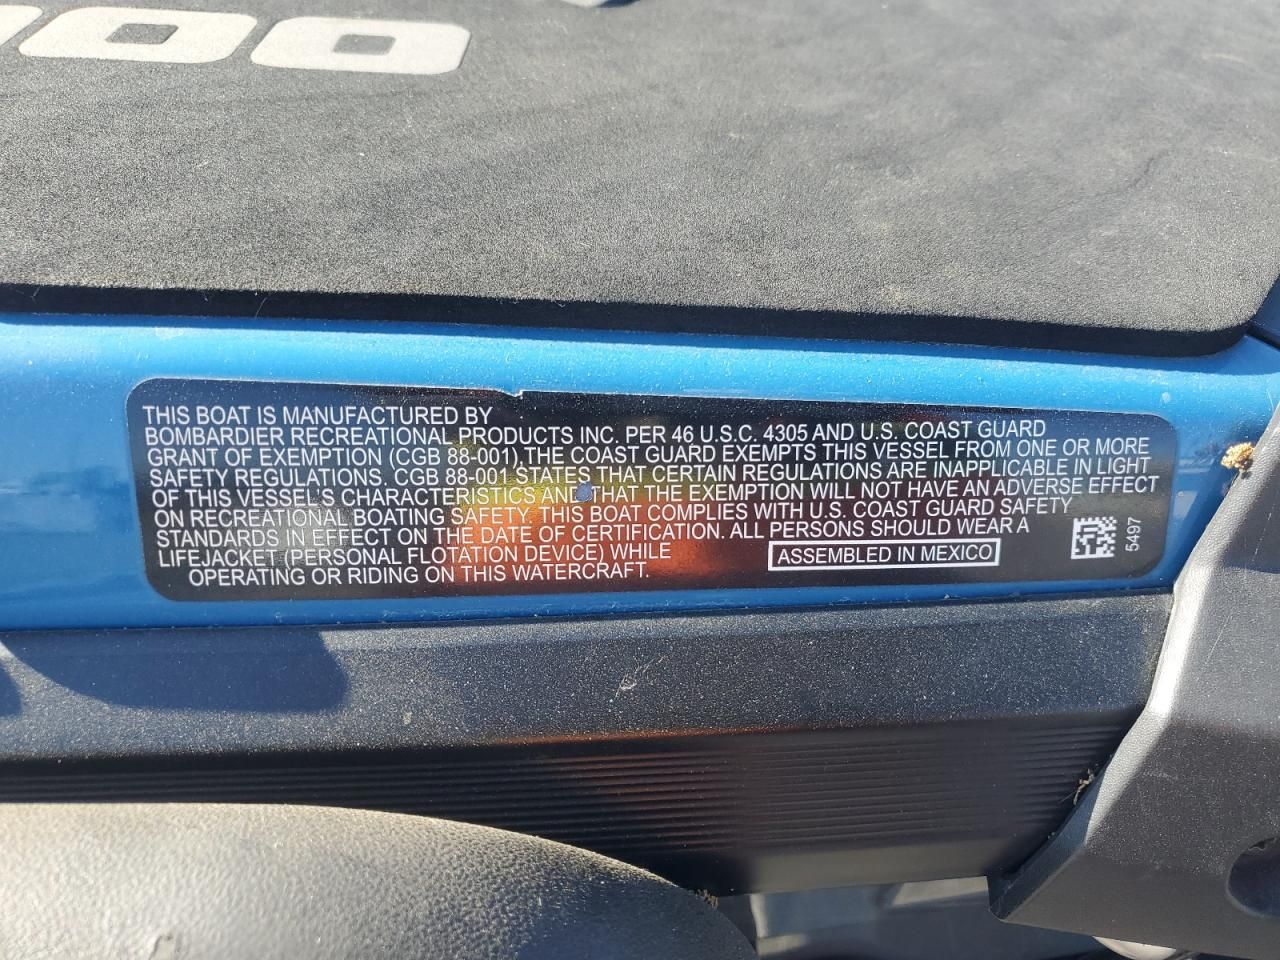 00
THIS BOAT IS MANUFACTURED BY
BOMBARDIER RECREATIONAL PRODUCTS INC. PER 46 U.S.C. 4305 AND U.S. COAST GUARD
GRANT OF EXEMPTION (CGB 88-001),THE COAST GUARD EXEMPTS THIS VESSEL FROM ONE OR MORE
SAFETY REGULATIONS. CGB 88-001 STATES THAT CERTAIN REGULATIONS ARE INAPPLICABLE IN LIGHT
OF THIS VESSEL'S CHARACTERISTICS AND THAT THE EXEMPTION WILL NOT HAVE AN ADVERSE EFFECT
ON RECREATIONAL BOATING SAFETY. THIS BOAT COMPLIES WITH U.S. COAST GUARD SAFETY
STANDARDS IN EFFECT ON THE DATE OF CERTIFICATION. ALL PERSONS SHOULD WEAR A
LIFEJACKET (PERSONAL FLOTATION DEVICE) WHILE
OPERATING OR RIDING ON THIS WATERCRAFT.
ASSEMBLED IN MEXICO
5497